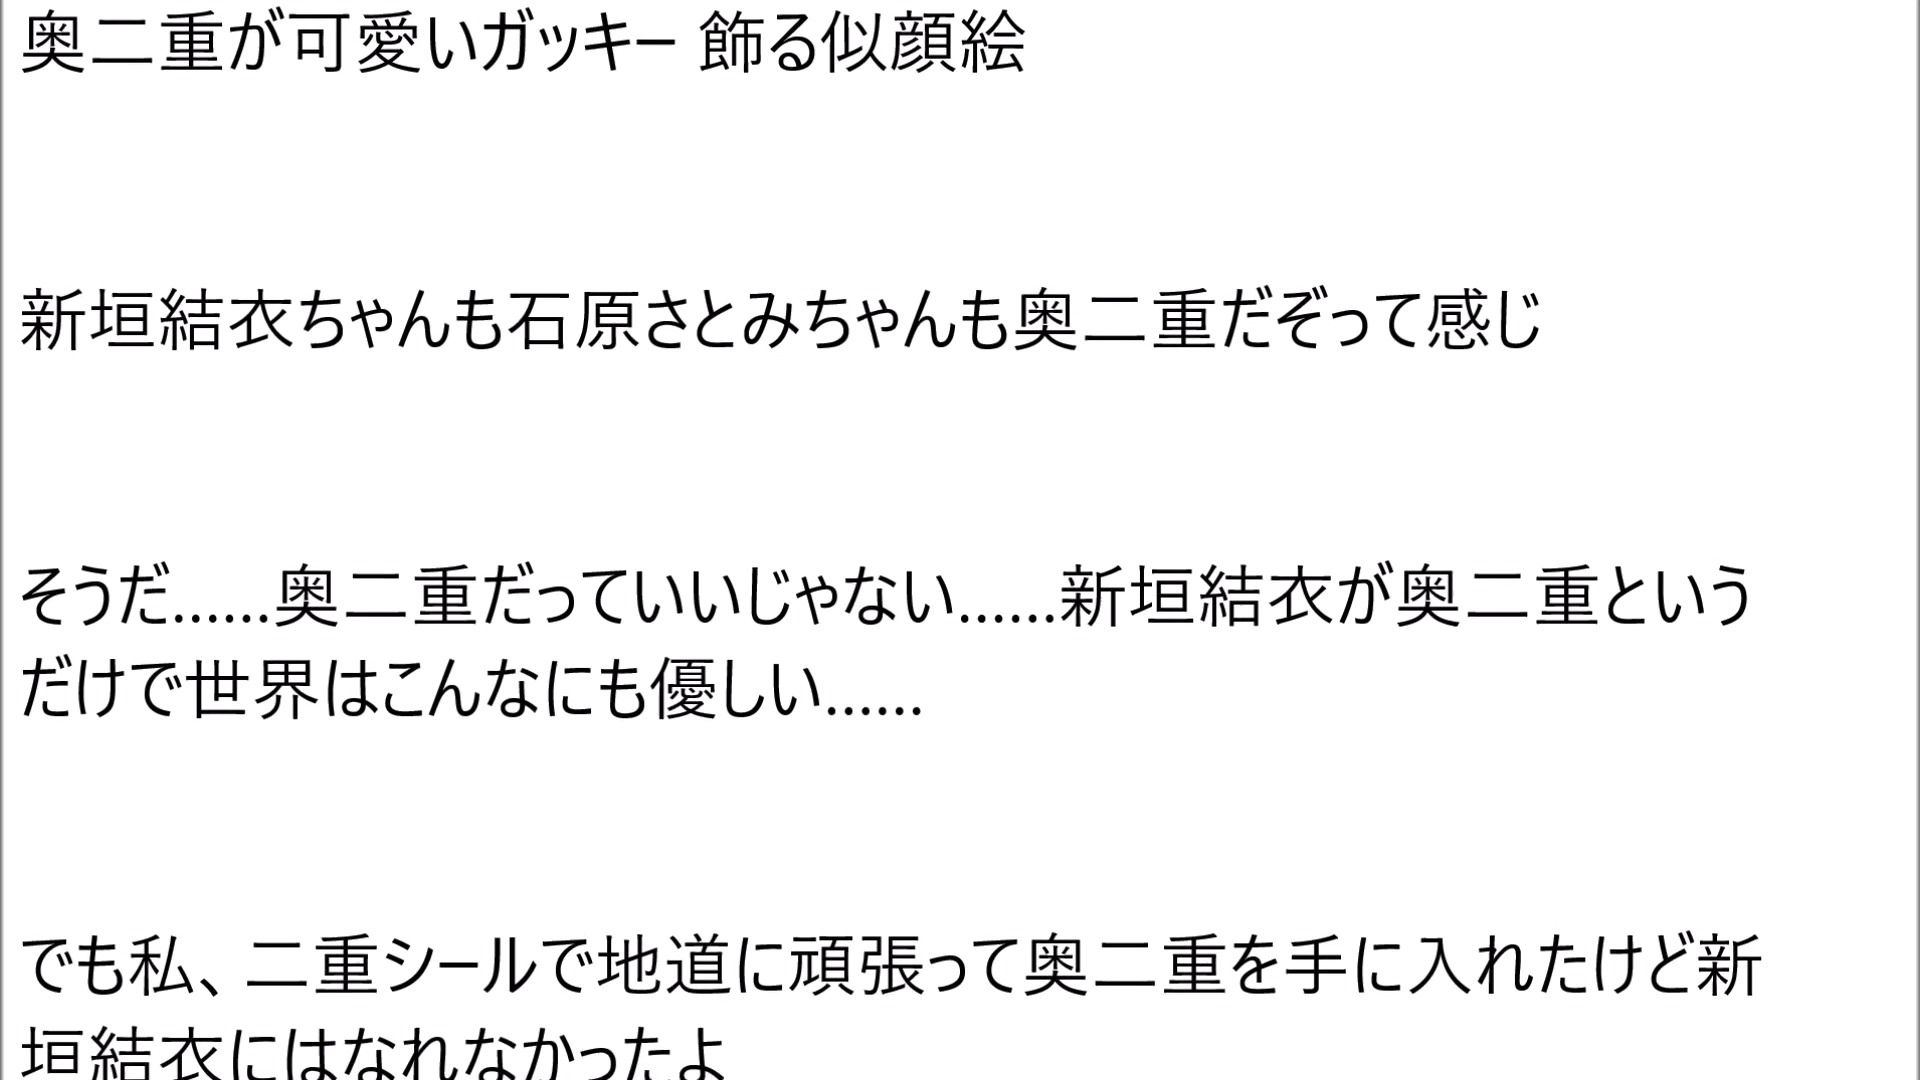 奥二重が可愛いガッキー 飾る似顔絵
新垣結衣ちゃんも石原さとみちゃんも奥二重だぞって感じ
そうだ......奥二重だっていいじゃない......新垣結衣が奥二重という
だけで世界はこんなにも優しい......
でも私、二重シールで地道に頑張って奥二重を手に入れたけど新
垣結衣にはなれなかったよ